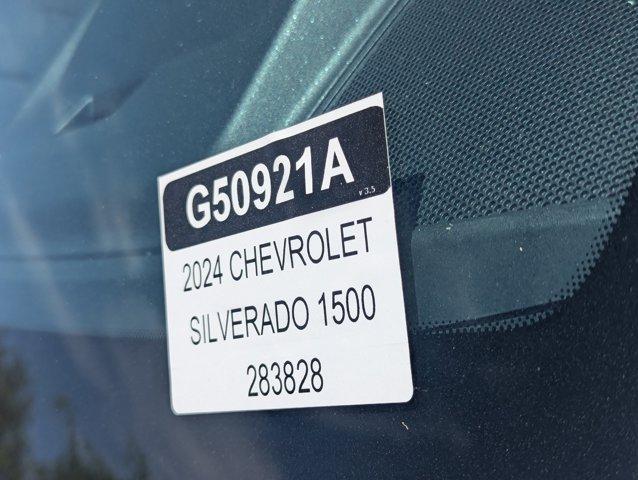 G50921A
v 3.5
2024 CHEVROLET
SILVERADO 1500
283828